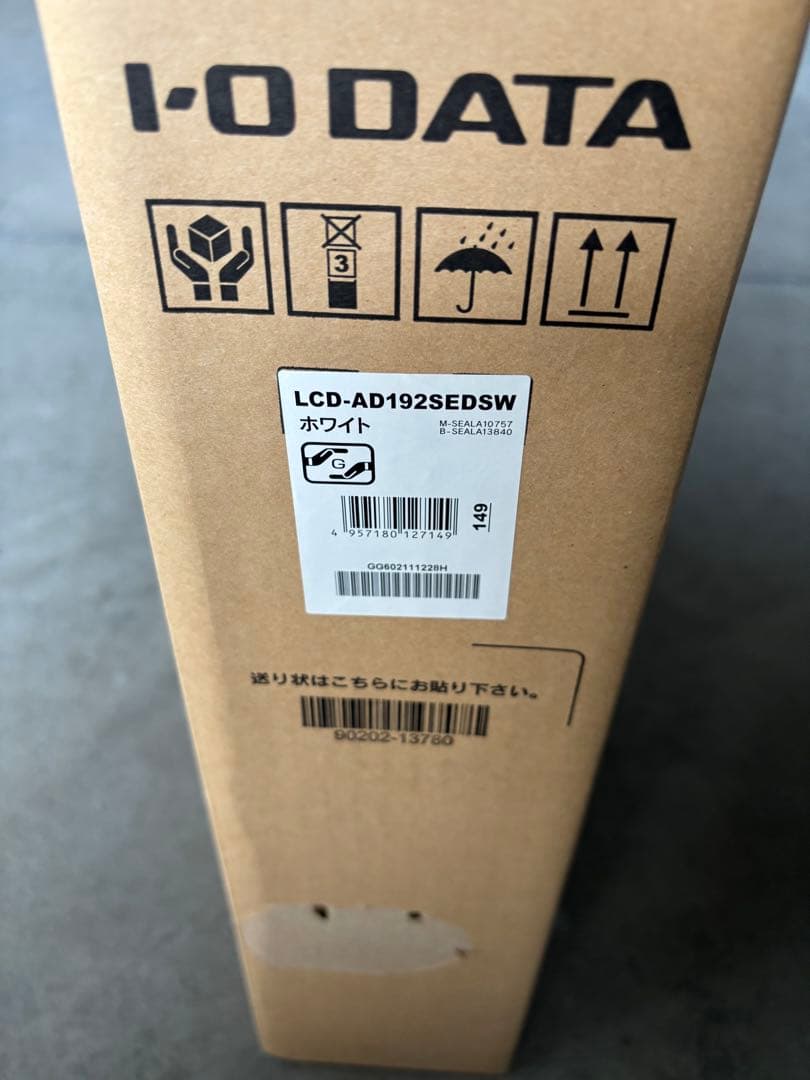 I-O DATA
3
LCD-AD192SEDSW
ホワイト
M-SEALA10757
B-SEALA13840
G
4 957180 127149
149
GG602111228H
送り状はこちらにお貼り下さい。
90202-13780